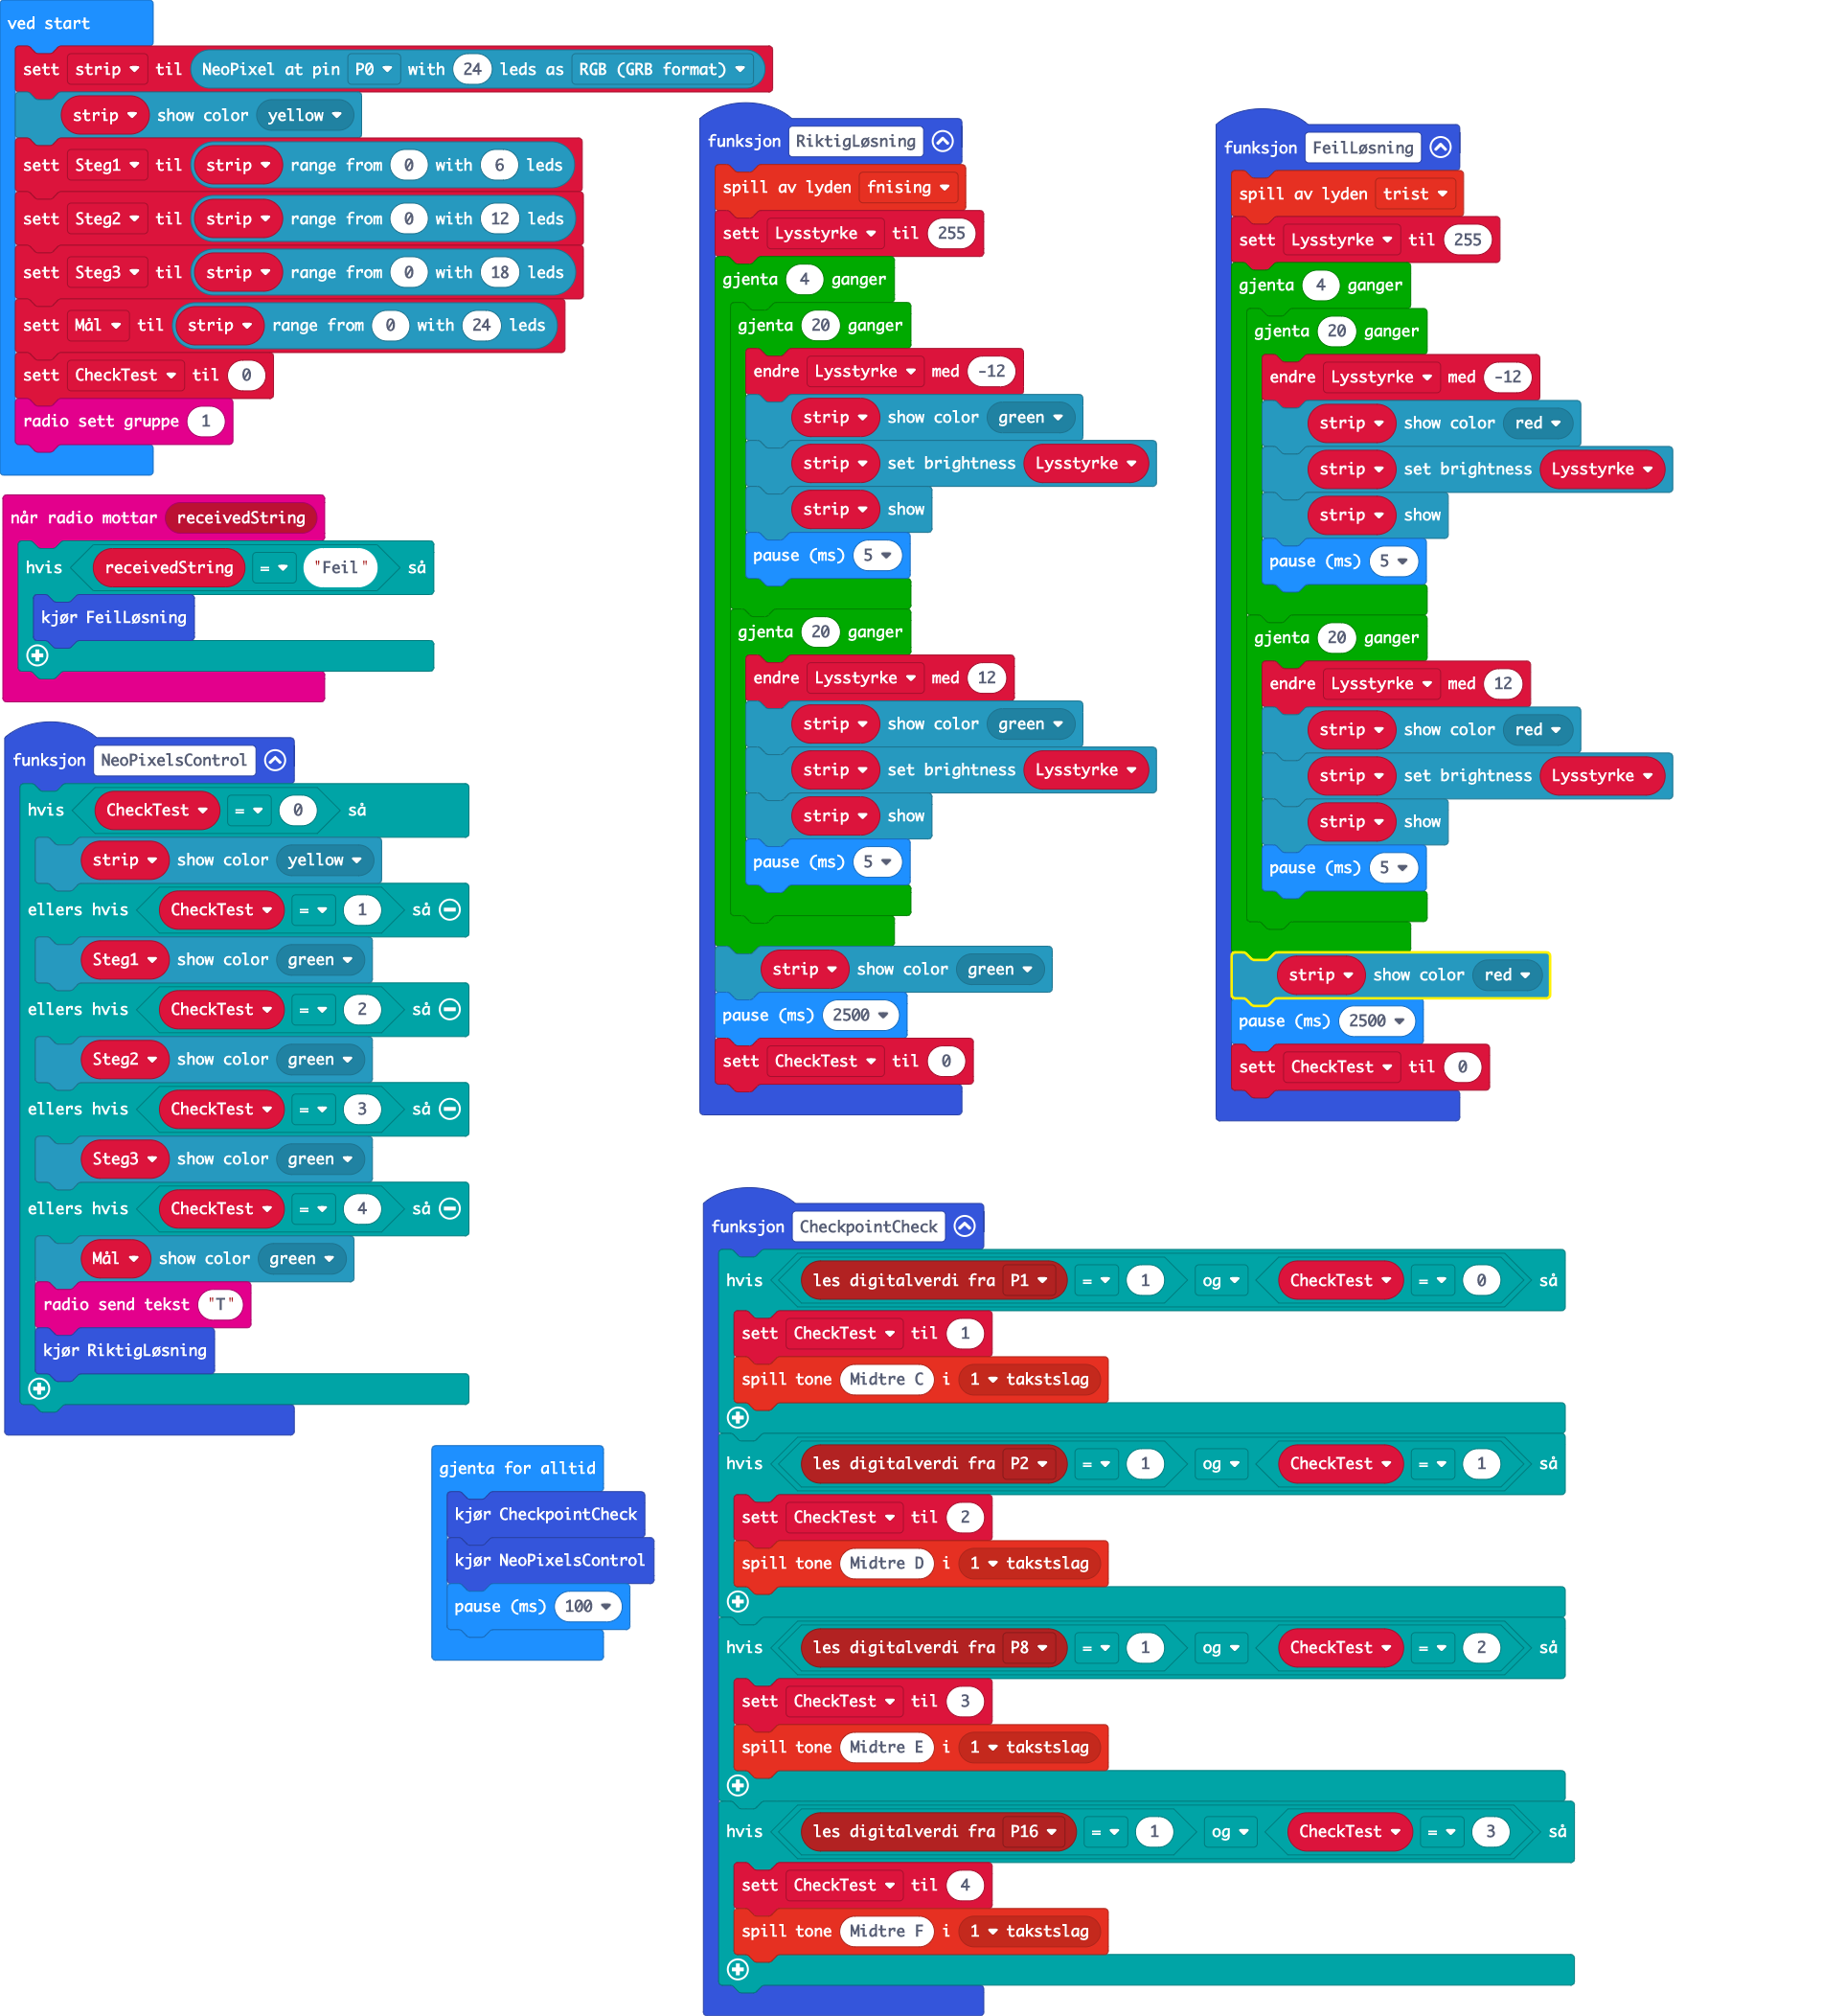 ved start
sett strip til NeoPixel at pin P0 with 24 leds as RGB (GRB format)
strip show color yellow
sett Steg1 til strip range from 0 with 6 leds
sett Steg2 til strip range from 0 with 12 leds
sett Steg3 til strip range from 0 with 18 leds
sett Mål til strip range from 0 with 24 leds
sett CheckTest til 0
radio sett gruppe 1
når radio mottar receivedString
hvis receivedString = "Feil" så
kjør FeilLøsning
funksjon NeoPixelsControl
hvis CheckTest = 0 så
strip show color yellow
ellers hvis CheckTest = 1 så
Steg1 show color green
ellers hvis CheckTest = 2 så
Steg2 show color green
ellers hvis CheckTest = 3 så
Steg3 show color green
ellers hvis CheckTest = 4 så
Mål show color green
radio send tekst "T"
kjør RiktigLøsning
gjenta for alltid
kjør CheckpointCheck
kjør NeoPixelsControl
pause (ms) 100
funksjon RiktigLøsning
spill av lyden fnising
sett Lysstyrke til 255
gjenta 4 ganger
gjenta 20 ganger
endre Lysstyrke med -12
strip show color green
strip set brightness Lysstyrke
strip show
pause (ms) 5
gjenta 20 ganger
endre Lysstyrke med 12
strip show color green
strip set brightness Lysstyrke
strip show
pause (ms) 5
strip show color green
pause (ms) 2500
sett CheckTest til 0
funksjon FeilLøsning
spill av lyden trist
sett Lysstyrke til 255
gjenta 4 ganger
gjenta 20 ganger
endre Lysstyrke med -12
strip show color red
strip set brightness Lysstyrke
strip show
pause (ms) 5
gjenta 20 ganger
endre Lysstyrke med 12
strip show color red
strip set brightness Lysstyrke
strip show
pause (ms) 5
strip show color red
pause (ms) 2500
sett CheckTest til 0
funksjon CheckpointCheck
hvis les digitalverdi fra P1 = 1 og CheckTest = 0 så
sett CheckTest til 1
spill tone Midtre C i 1 takstslag
hvis les digitalverdi fra P2 = 1 og CheckTest = 1 så
sett CheckTest til 2
spill tone Midtre D i 1 takstslag
hvis les digitalverdi fra P8 = 1 og CheckTest = 2 så
sett CheckTest til 3
spill tone Midtre E i 1 takstslag
hvis les digitalverdi fra P16 = 1 og CheckTest = 3 så
sett CheckTest til 4
spill tone Midtre F i 1 takstslag